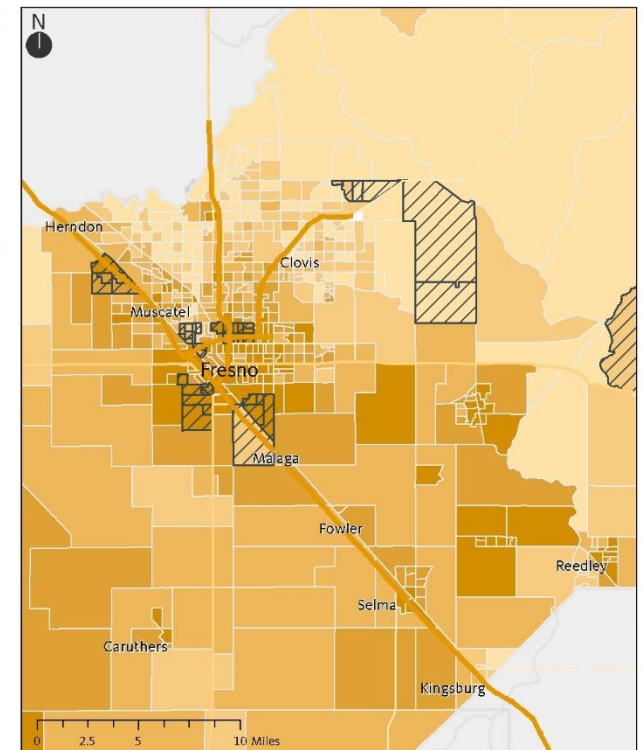 N
Herndon
Clovis
Muscatel
Fresno
Malaga
Fowler
Reedley
Selma
Caruthers
Kingsburg
0 2.5 5 10 Miles